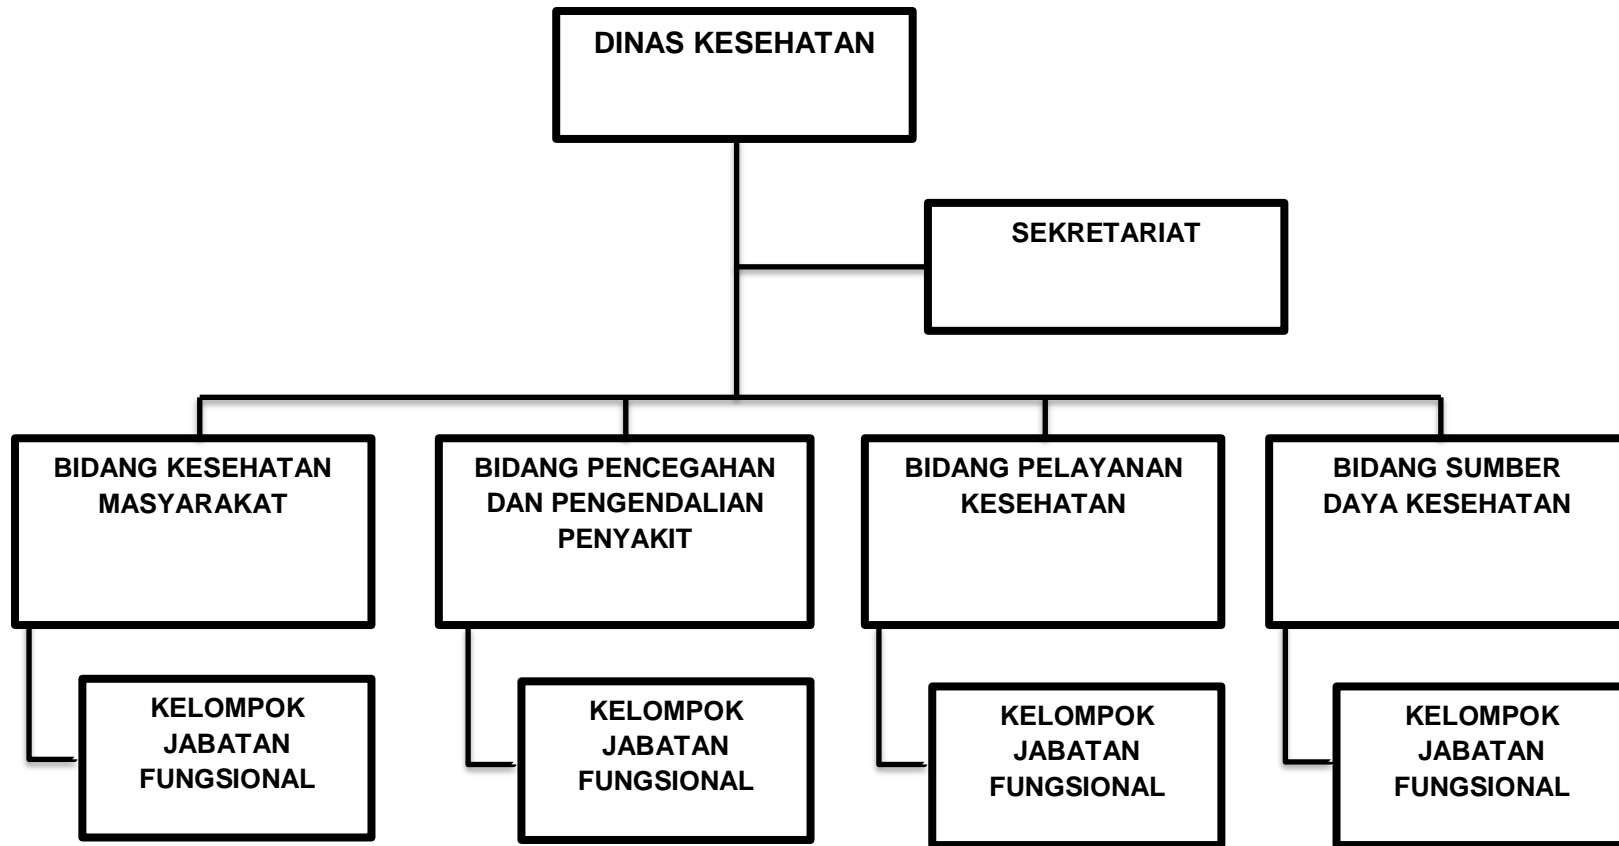 DINAS KESEHATAN
SEKRETARIAT
BIDANG KESEHATAN
MASYARAKAT
BIDANG PENCEGAHAN
DAN PENGENDALIAN
PENYAKIT
BIDANG PELAYANAN
KESEHATAN
BIDANG SUMBER
DAYA KESEHATAN
KELOMPOK
JABATAN
FUNGSIONAL
KELOMPOK
JABATAN
FUNGSIONAL
KELOMPOK
JABATAN
FUNGSIONAL
KELOMPOK
JABATAN
FUNGSIONAL